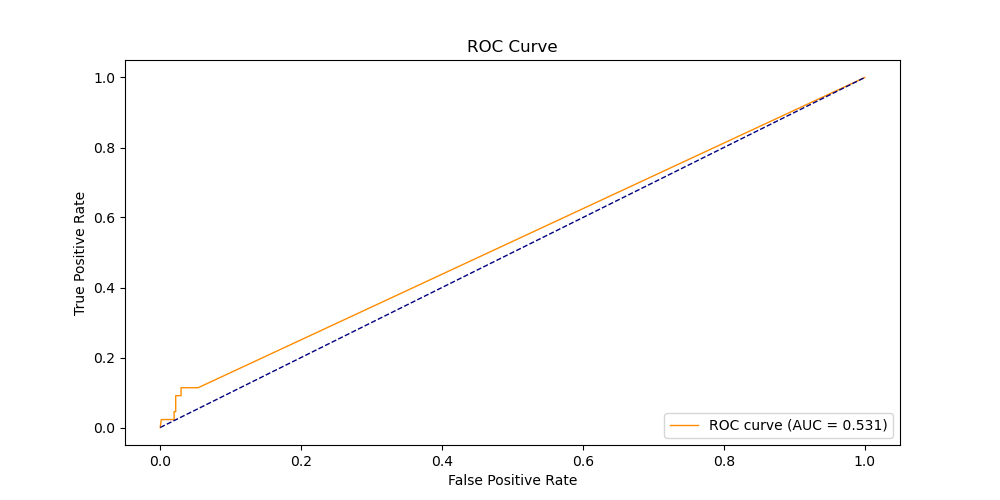 ROC Curve
True Positive Rate
1.0
0.8
0.6
0.4
0.2
0.0
ROC curve (AUC = 0.531)
0.0 0.2 0.4 0.6 0.8 1.0
False Positive Rate